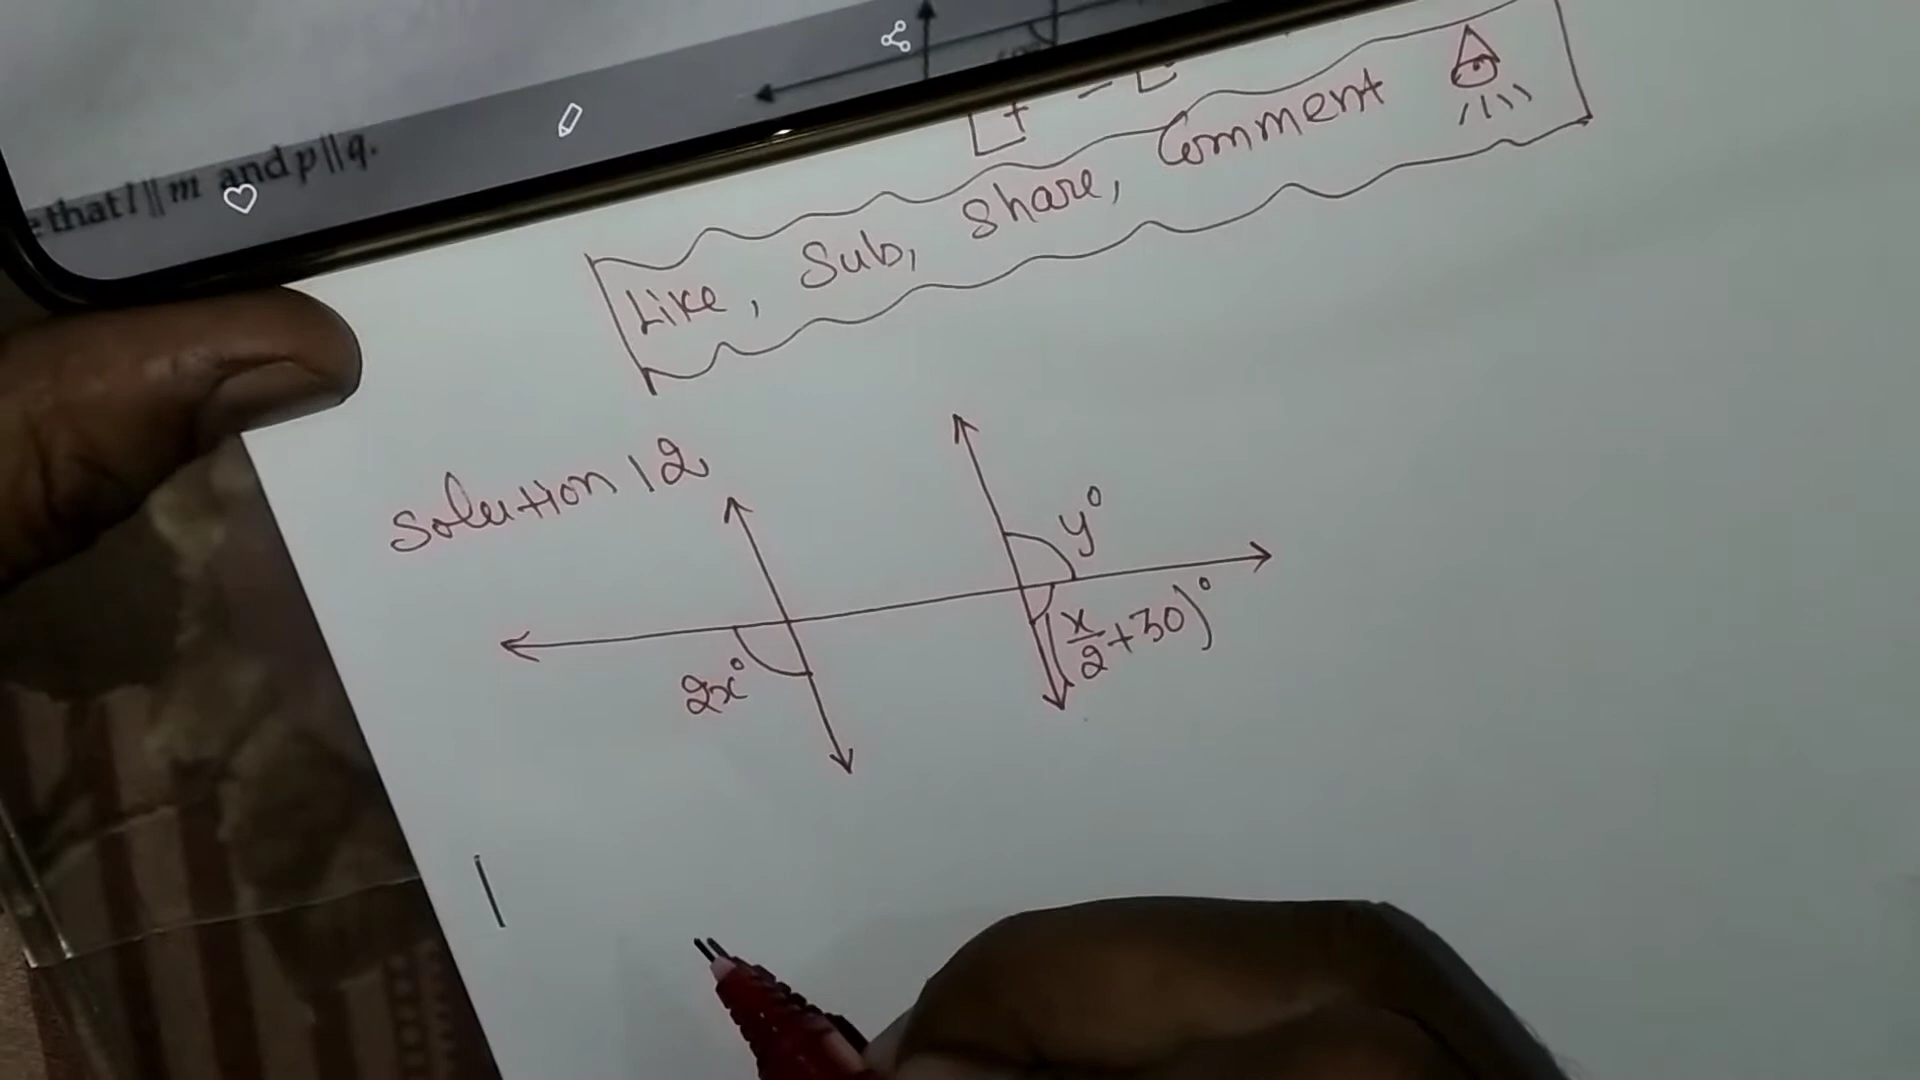 that l || m and p || q.
Like, Sub, Share, Comment
Solution 12
y°
2x°
(x/2+30)°